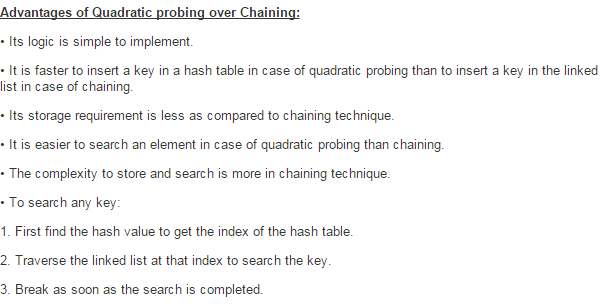 Advantages of Quadratic probing over Chaining:
• Its logic is simple to implement.
• It is faster to insert a key in a hash table in case of quadratic probing than to insert a key in the linked
list in case of chaining.
• Its storage requirement is less as compared to chaining technique.
• It is easier to search an element in case of quadratic probing than chaining.
• The complexity to store and search is more in chaining technique.
• To search any key:
1. First find the hash value to get the index of the hash table.
2. Traverse the linked list at that index to search the key.
3. Break as soon as the search is completed.